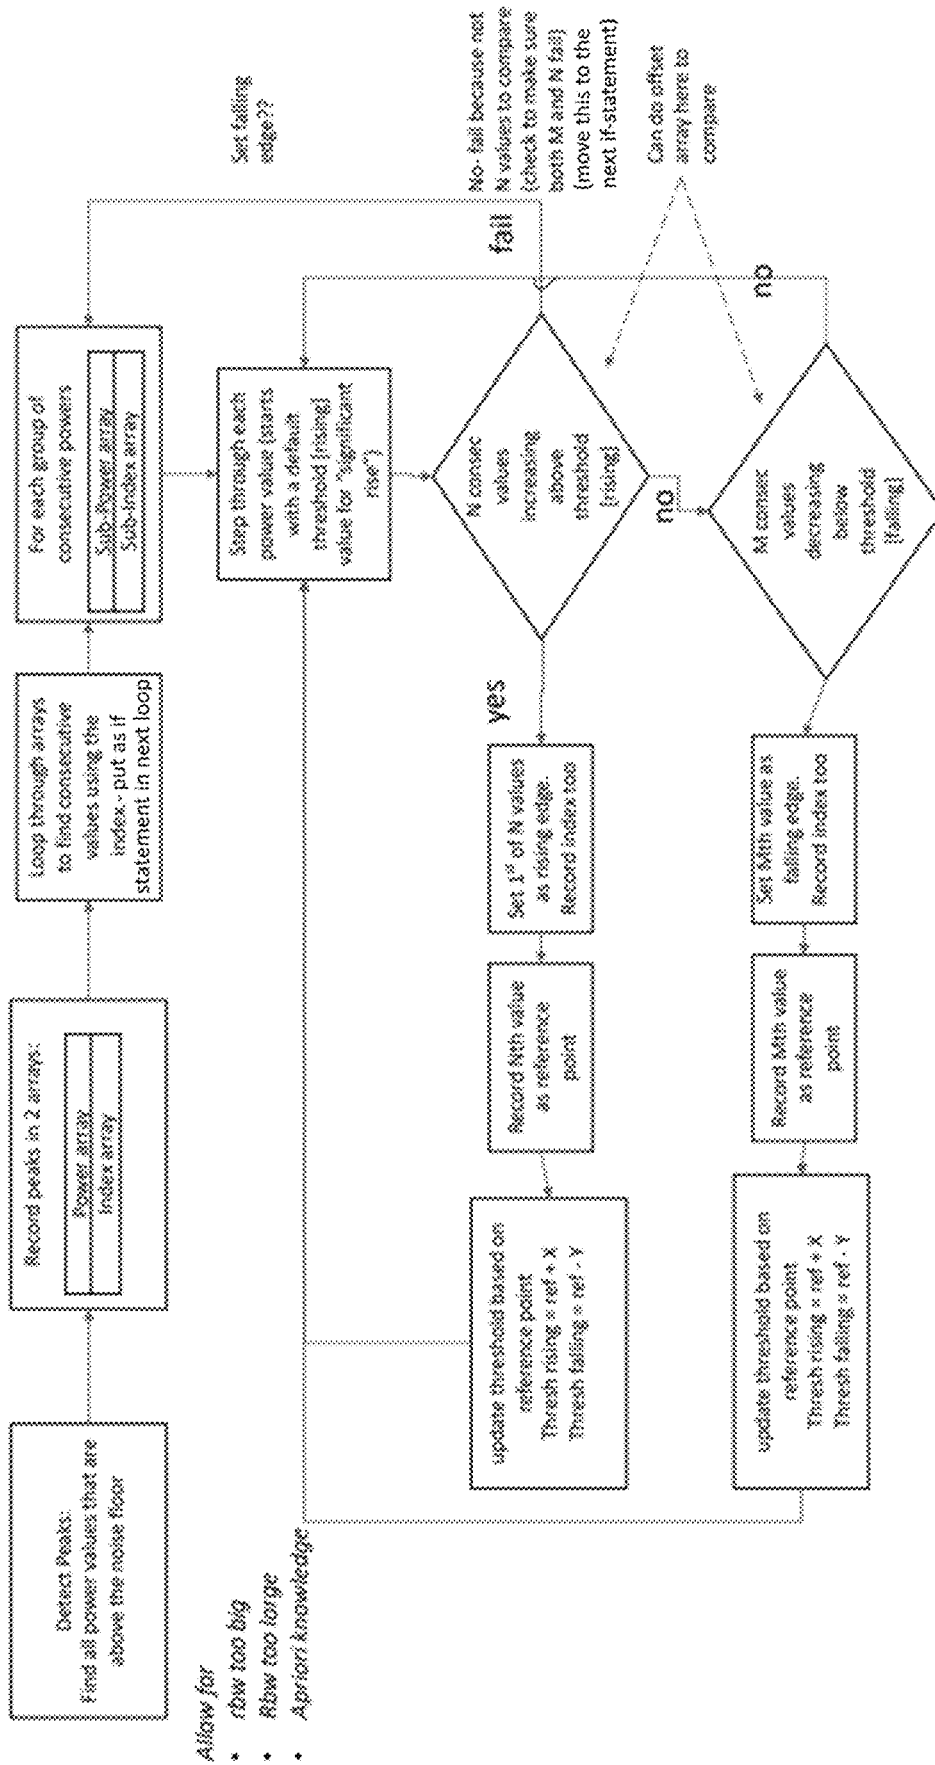 Detect Peaks:
Find all power values that are
above the noise floor
Record peaks in 2 arrays:
Power array
Index array
Loop through arrays
to find consecutive
values using the
index.- put as if
statement in next loop
For each group of
consecutive powers
Sub-Power array
Sub-Index array
Set falling
edge??
Allow for
• rbw too big
• Rbw too large
• Apriori knowledge
Step through each
power value (starts
with a default
threshold [rising]
value for "significant
rise")
N consec
values
increasing
above
threshold
[rising]
fail
No- fail because not
N values to compare
(check to make sure
both M and N fail)
(move this to the
next if-statement)
Can do offset
array here to
compare
yes
no
Set 1st of N values
as rising edge.
Record index too
Record Nth value
as reference
point
update threshold based on
reference point
Thresh rising = ref + X
Thresh falling = ref - Y
M consec
values
decreasing
below
threshold
[falling]
no
Set Mth value as
falling edge.
Record index too
Record Mth value
as reference
point
update threshold based on
reference point
Thresh rising = ref + X
Thresh falling = ref - Y